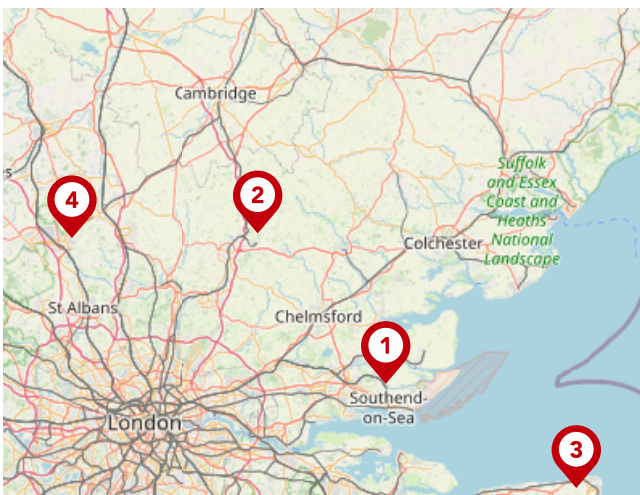 Cambridge
s
4
2
Suffolk
and Essex
Coast and
Heaths
National
Landscape
Colchester
St Albans
Chelmsford
1
Southend-
on-Sea
London
3